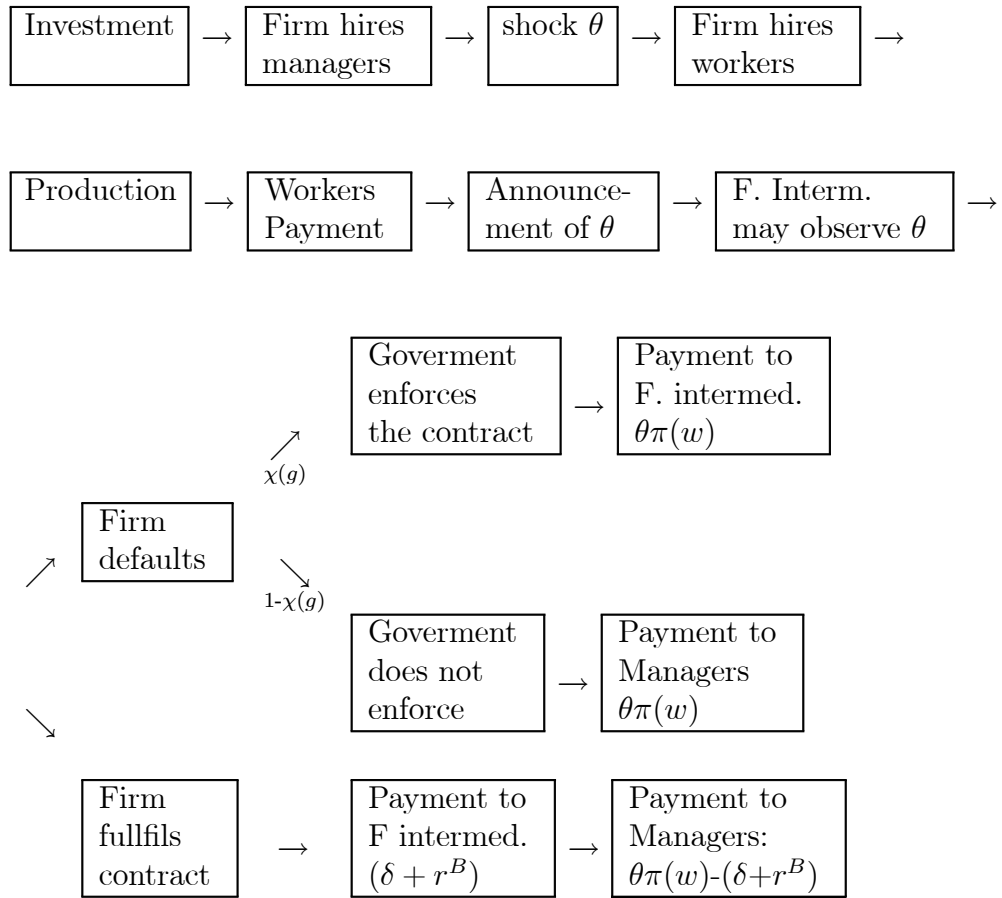 Investment → Firm hires managers → shock θ → Firm hires workers →
Production → Workers Payment → Announce-ment of θ → F. Interm. may observe θ →
Goverment
enforces
the contract
→
Payment to
F. intermed.
θπ(w)
↗
χ(g)
Firm
defaults
↗
↘
1-χ(g)
Goverment
does not
enforce
→
Payment to
Managers
θπ(w)
↘
Firm
fullfils
contract
→
Payment to
F intermed.
(δ + r^B)
→
Payment to
Managers:
θπ(w)-(δ+r^B)